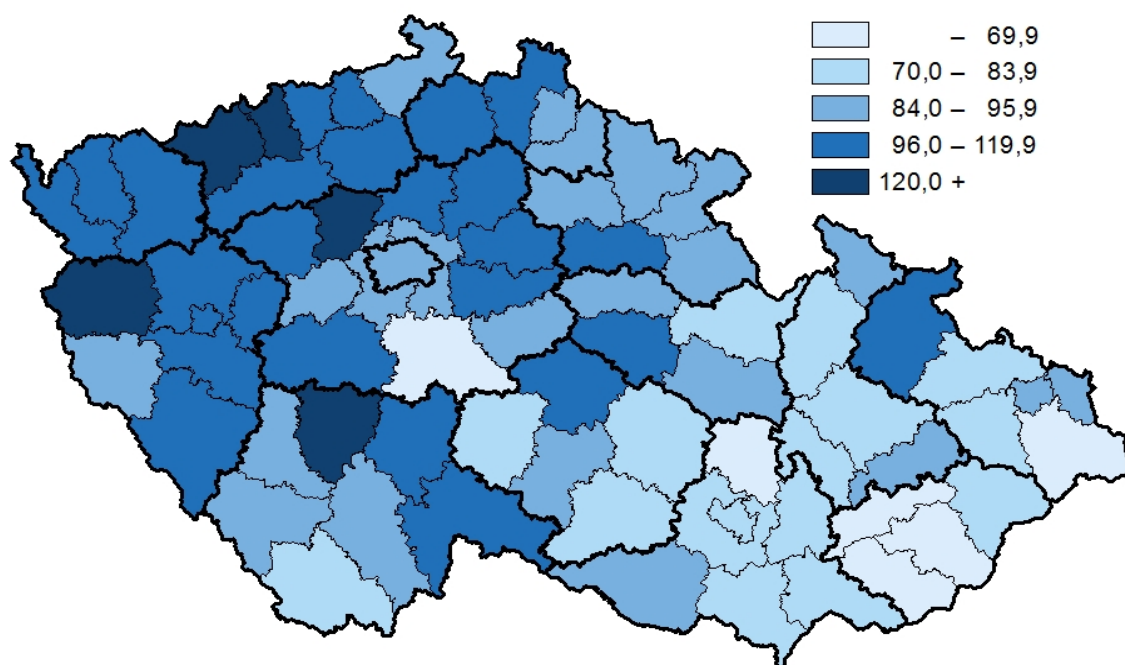 – 69,9
70,0 – 83,9
84,0 – 95,9
96,0 – 119,9
120,0 +